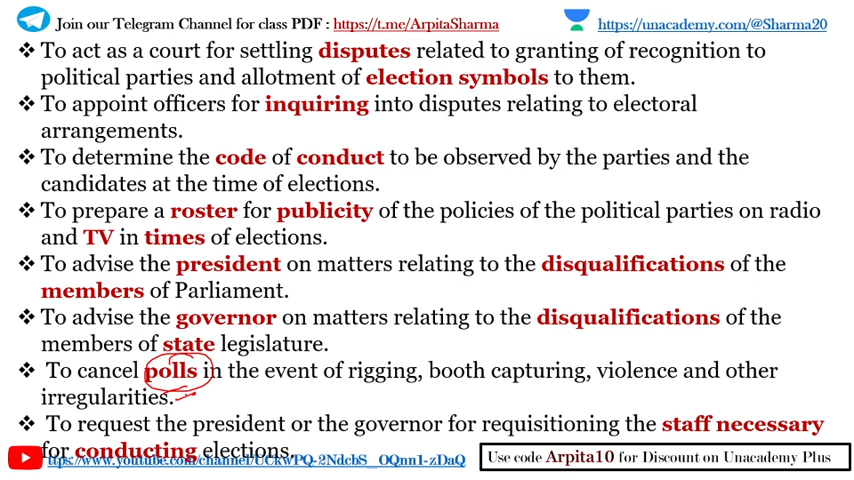 Join our Telegram Channel for class PDF : https://t.me/ArpitaSharma
https://unacademy.com/@Sharma20
❖ To act as a court for settling disputes related to granting of recognition to
political parties and allotment of election symbols to them.
❖ To appoint officers for inquiring into disputes relating to electoral
arrangements.
❖ To determine the code of conduct to be observed by the parties and the
candidates at the time of elections.
❖ To prepare a roster for publicity of the policies of the political parties on radio
and TV in times of elections.
❖ To advise the president on matters relating to the disqualifications of the
members of Parliament.
❖ To advise the governor on matters relating to the disqualifications of the
members of state legislature.
❖ To cancel polls in the event of rigging, booth capturing, violence and other
irregularities.
❖ To request the president or the governor for requisitioning the staff necessary
for conducting elections.
Use code Arpita10 for Discount on Unacademy Plus